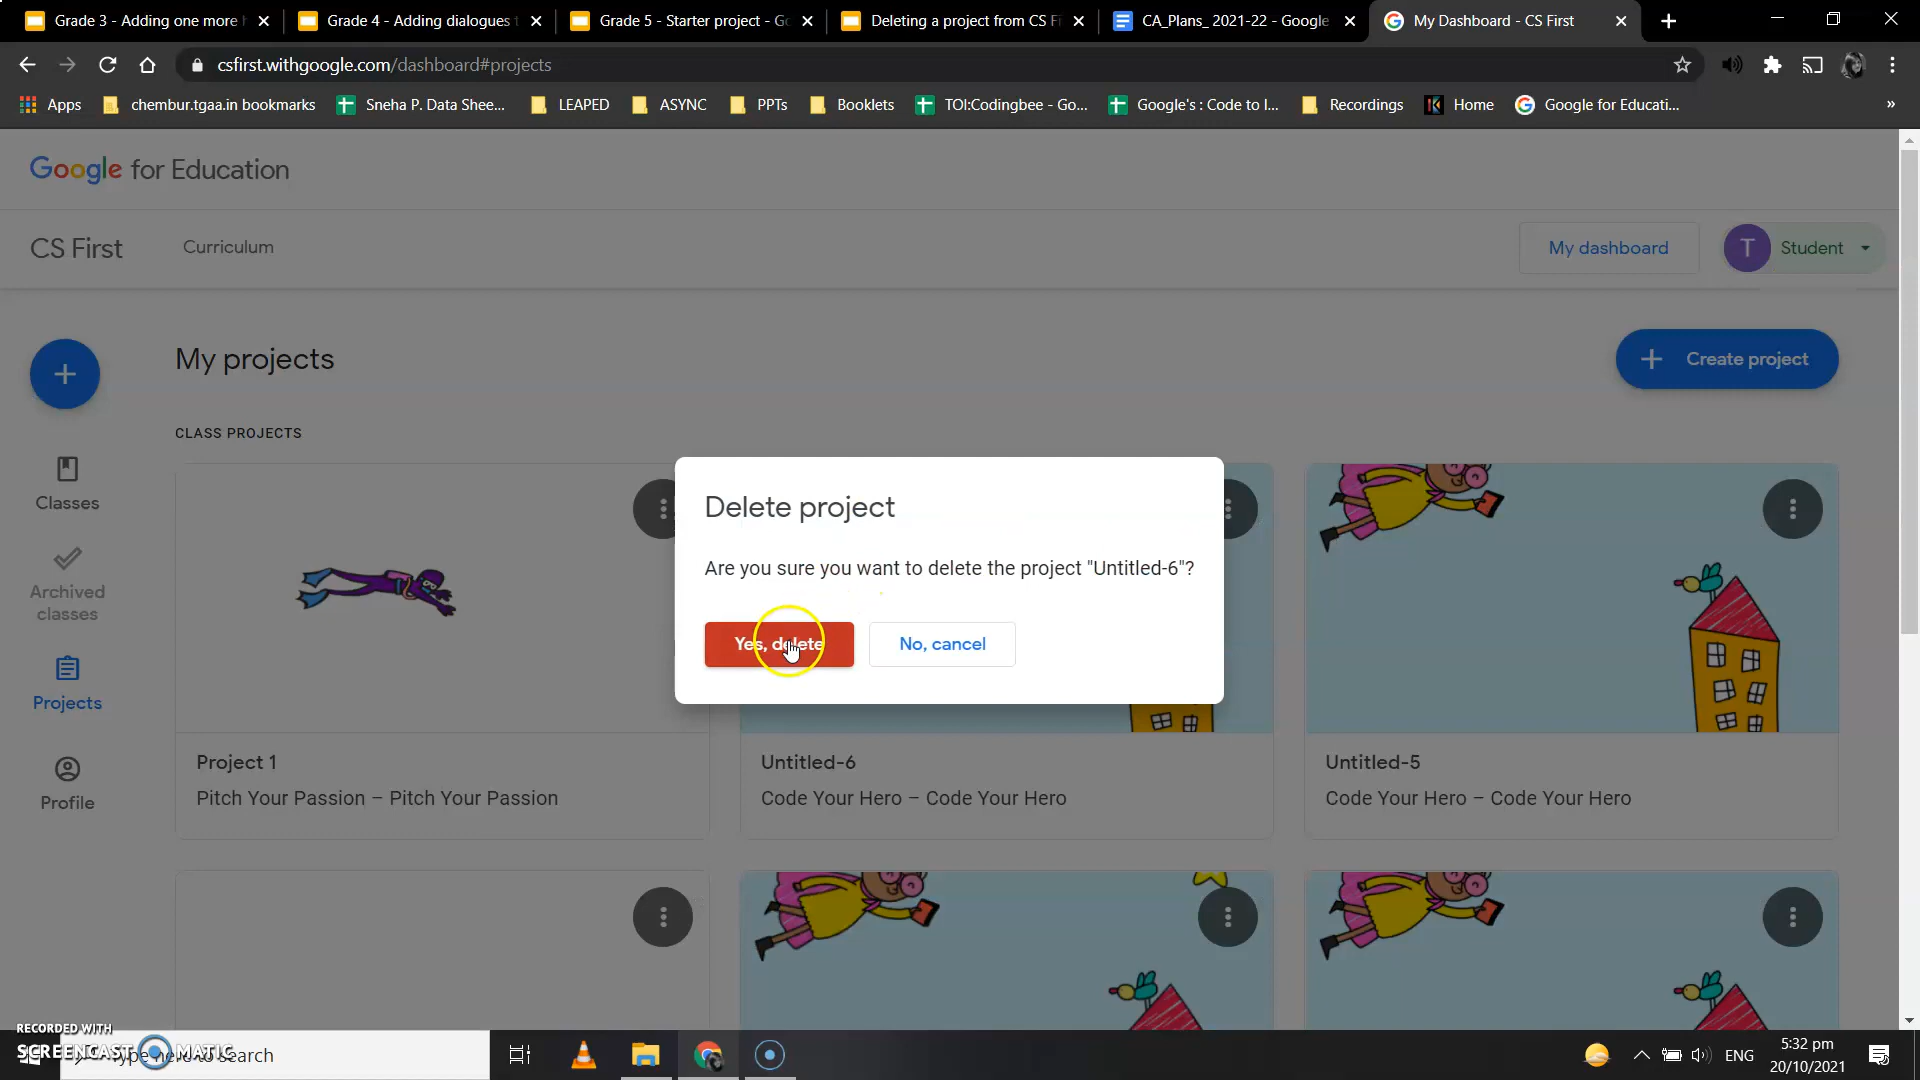 Grade 3 - Adding one more h
Grade 4 - Adding dialogues t
Grade 5 - Starter project - Go
Deleting a project from CS Fi
CA_Plans_ 2021-22 - Google
My Dashboard - CS First
csfirst.withgoogle.com/dashboard#projects
Apps
chembur.tgaa.in bookmarks
Sneha P. Data Shee...
LEAPED
ASYNC
PPTs
Booklets
TOI:Codingbee - Go...
Google's : Code to l...
Recordings
Home
Google for Educati...
»
Google for Education
CS First
Curriculum
My dashboard
T
Student
My projects
Create project
CLASS PROJECTS
Classes
Archived
classes
Projects
Profile
Delete project
Are you sure you want to delete the project "Untitled-6"?
Yes, delete
No, cancel
Project 1
Pitch Your Passion – Pitch Your Passion
Untitled-6
Code Your Hero – Code Your Hero
Untitled-5
Code Your Hero – Code Your Hero
RECORDED WITH
SCREENCAST MATIC
Type here to search
ENG
5:32 pm
20/10/2021